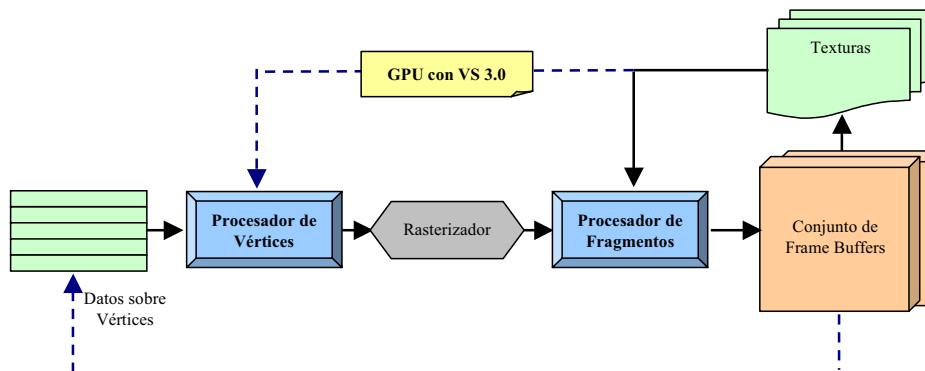 Texturas
GPU con VS 3.0
Procesador de
Vértices
Rasterizador
Procesador de
Fragmentos
Conjunto de
Frame Buffers
Datos sobre
Vértices